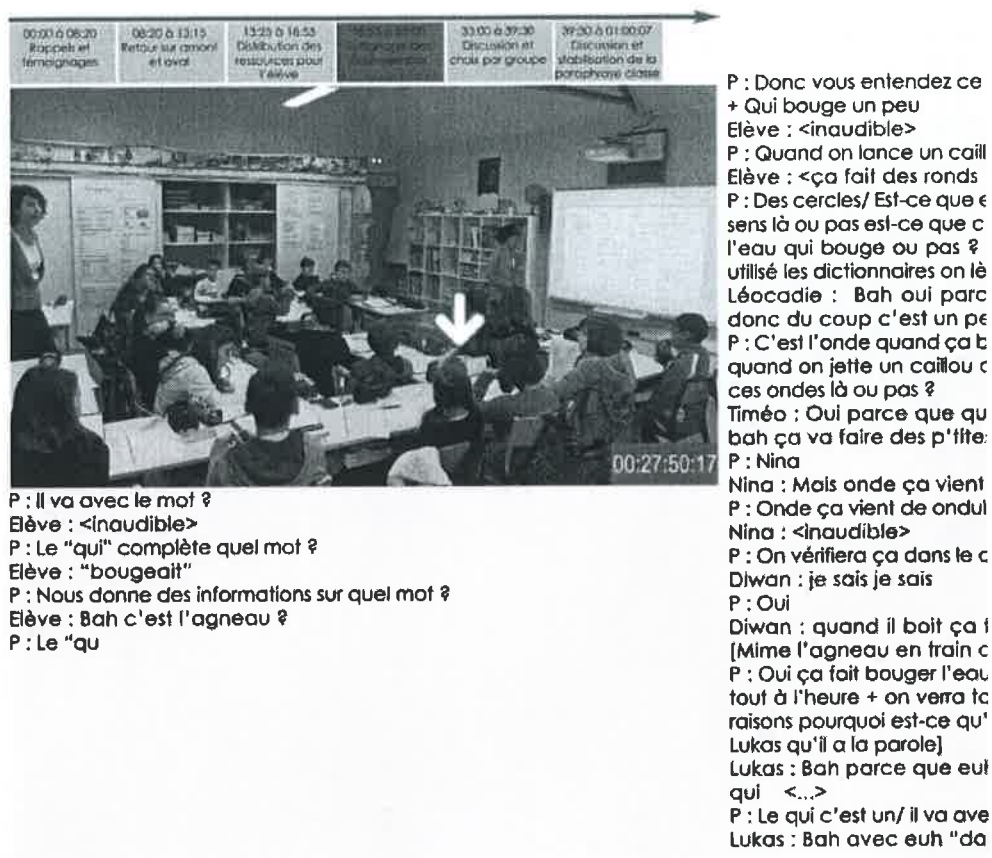 00:00 à 08:20
Rappels et
témoignages
08:20 à 13:15
Retour sur amont
et aval
13:25 à 16:53
Distribution des
ressources pour
l'élève
33:00 à 39:30
Discussion et
choix par groupe
39:30 à 01:00:07
Discussion et
stabilisation de la
paraphrase classe
00:27:50:17
P : Il va avec le mot ?
Elève : <inaudible>
P : Le "qui" complète quel mot ?
Elève : "bougeait"
P : Nous donne des informations sur quel mot ?
Elève : Bah c'est l'agneau ?
P : Le "qu
P : Donc vous entendez ce
+ Qui bouge un peu
Elève : <inaudible>
P : Quand on lance un caill
Elève : <ça fait des ronds
P : Des cercles/ Est-ce que e
sens là ou pas est-ce que c
l'eau qui bouge ou pas ?
utilisé les dictionnaires on lè
Léocadie : Bah oui parc
donc du coup c'est un pe
P : C'est l'onde quand ça b
quand on jette un caillou c
ces ondes là ou pas ?
Timéo : Oui parce que qu
bah ça va faire des p'tite
P : Nina
Nina : Mais onde ça vient
P : Onde ça vient de ondul
Nina : <inaudible>
P : On vérifiera ça dans le c
Diwan : je sais je sais
P : Oui
Diwan : quand il boit ça f
[Mime l'agneau en train c
P : Oui ça fait bouger l'eau
tout à l'heure + on verra to
raisons pourquoi est-ce qu'
Lukas qu'il a la parole]
Lukas : Bah parce que euh
qui <...>
P : Le qui c'est un/ il va ave
Lukas : Bah avec euh "da